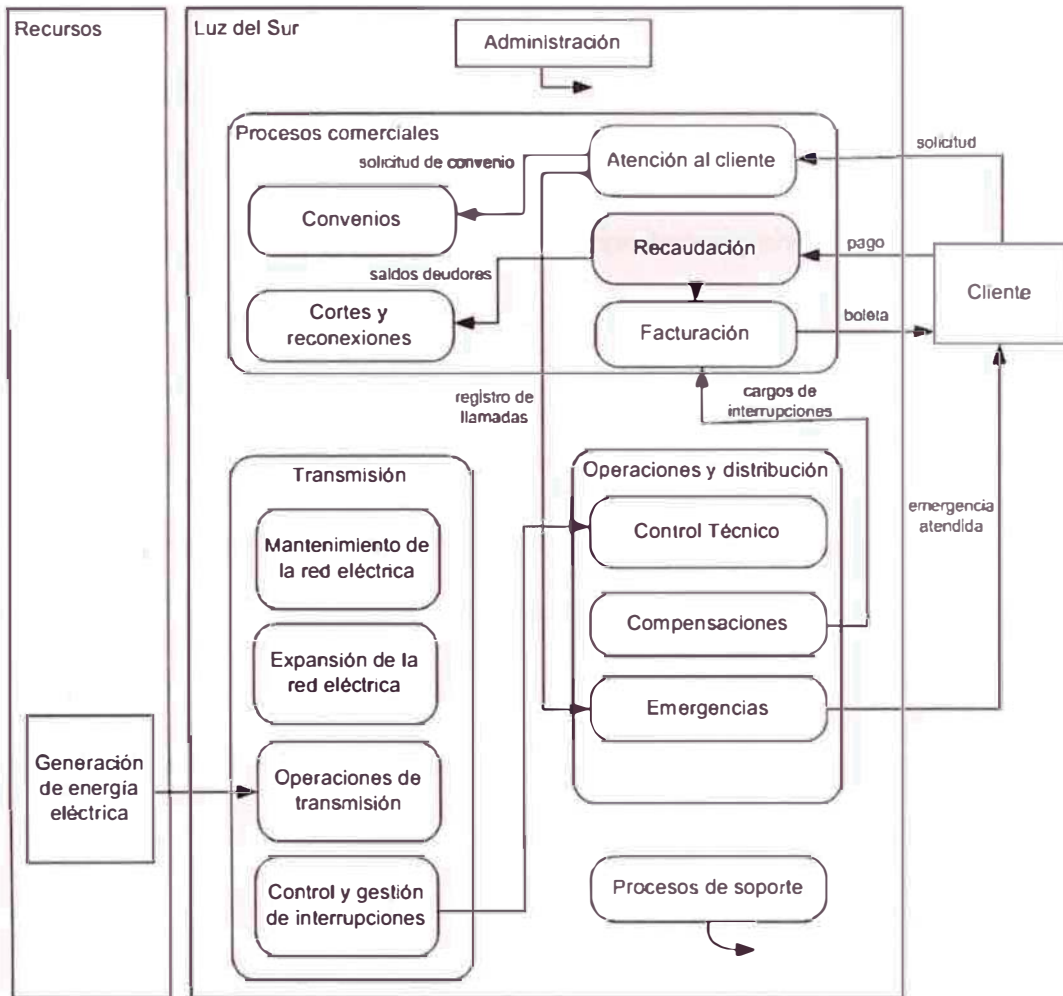 Recursos
Luz del Sur
Administración
Procesos comerciales
solicitud de convenio
Atención al cliente
solicitud
Convenios
Recaudación
pago
saldos deudores
Cliente
Cortes y
reconexiones
Facturación
boleta
registro de
llamadas
cargos de
interrupciones
Transmisión
Operaciones y distribución
Mantenimiento de
la red eléctrica
Control Técnico
emergencia
atendida
Compensaciones
Expansión de la
red eléctrica
Emergencias
Generación
de energía
eléctrica
Operaciones de
transmisión
Control y gestión
de interrupciones
Procesos de soporte